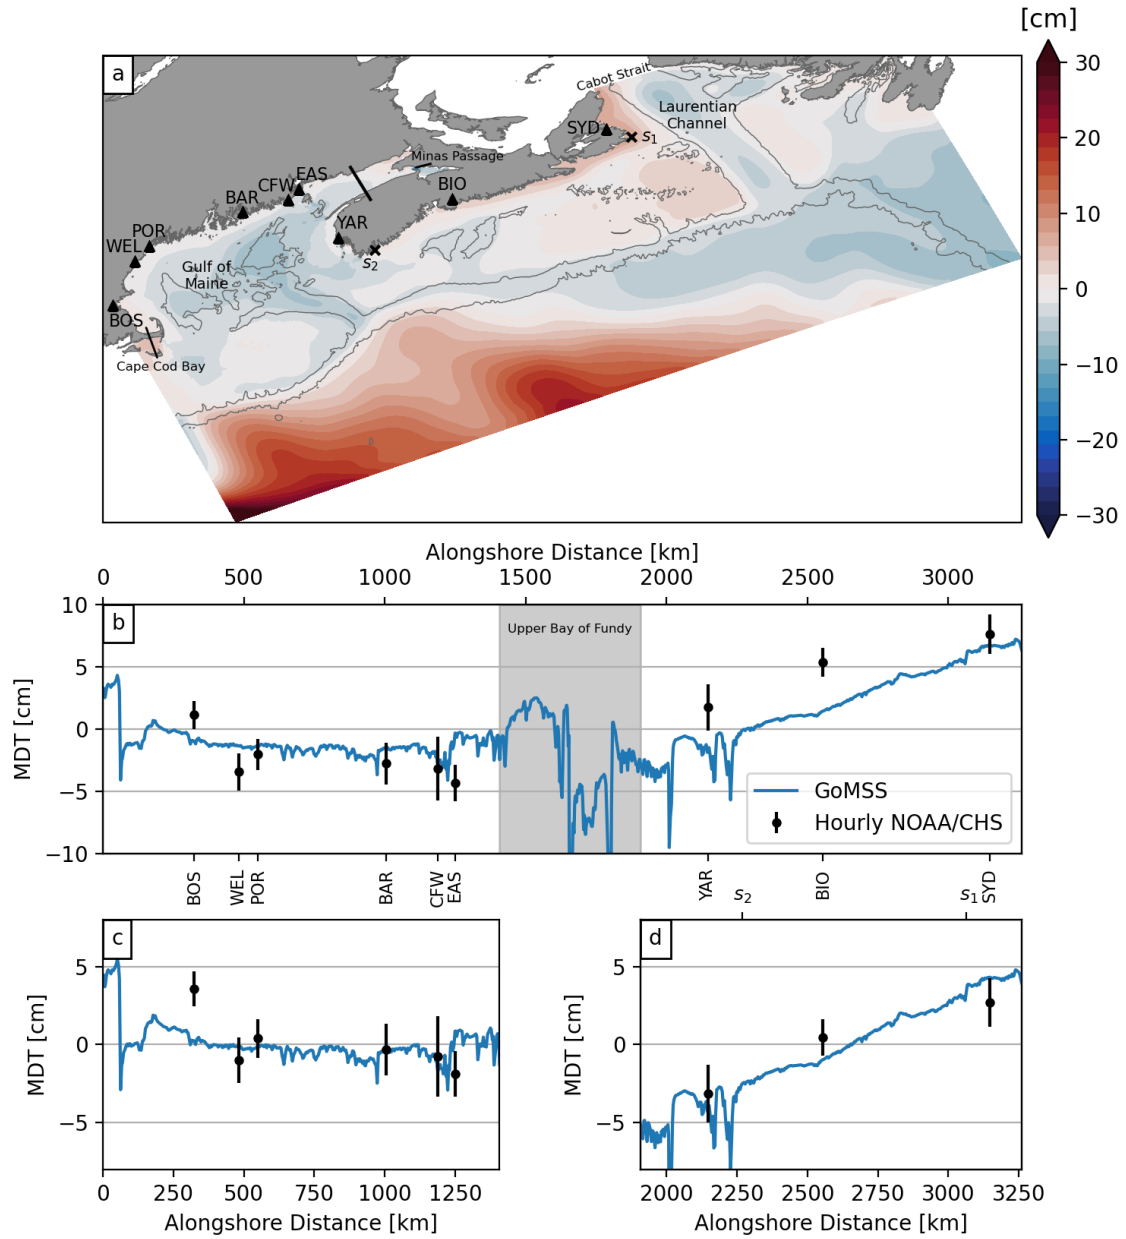 [cm]
a
Cabot Strait
Laurentian
Channel
SYD
s1
Minas Passage
EAS
CFW
BAR
BIO
YAR
s2
POR
WEL
Gulf of
Maine
BOS
Cape Cod Bay
30
20
10
0
−10
−20
−30
Alongshore Distance [km]
0 500 1000 1500 2000 2500 3000
b
Upper Bay of Fundy
MDT [cm]
10
5
0
−5
−10
GoMSS
Hourly NOAA/CHS
BOS WEL POR BAR CFW EAS YAR s2 BIO s1 SYD
c
MDT [cm]
5
0
−5
0 250 500 750 1000 1250
Alongshore Distance [km]
d
MDT [cm]
5
0
−5
2000 2250 2500 2750 3000 3250
Alongshore Distance [km]